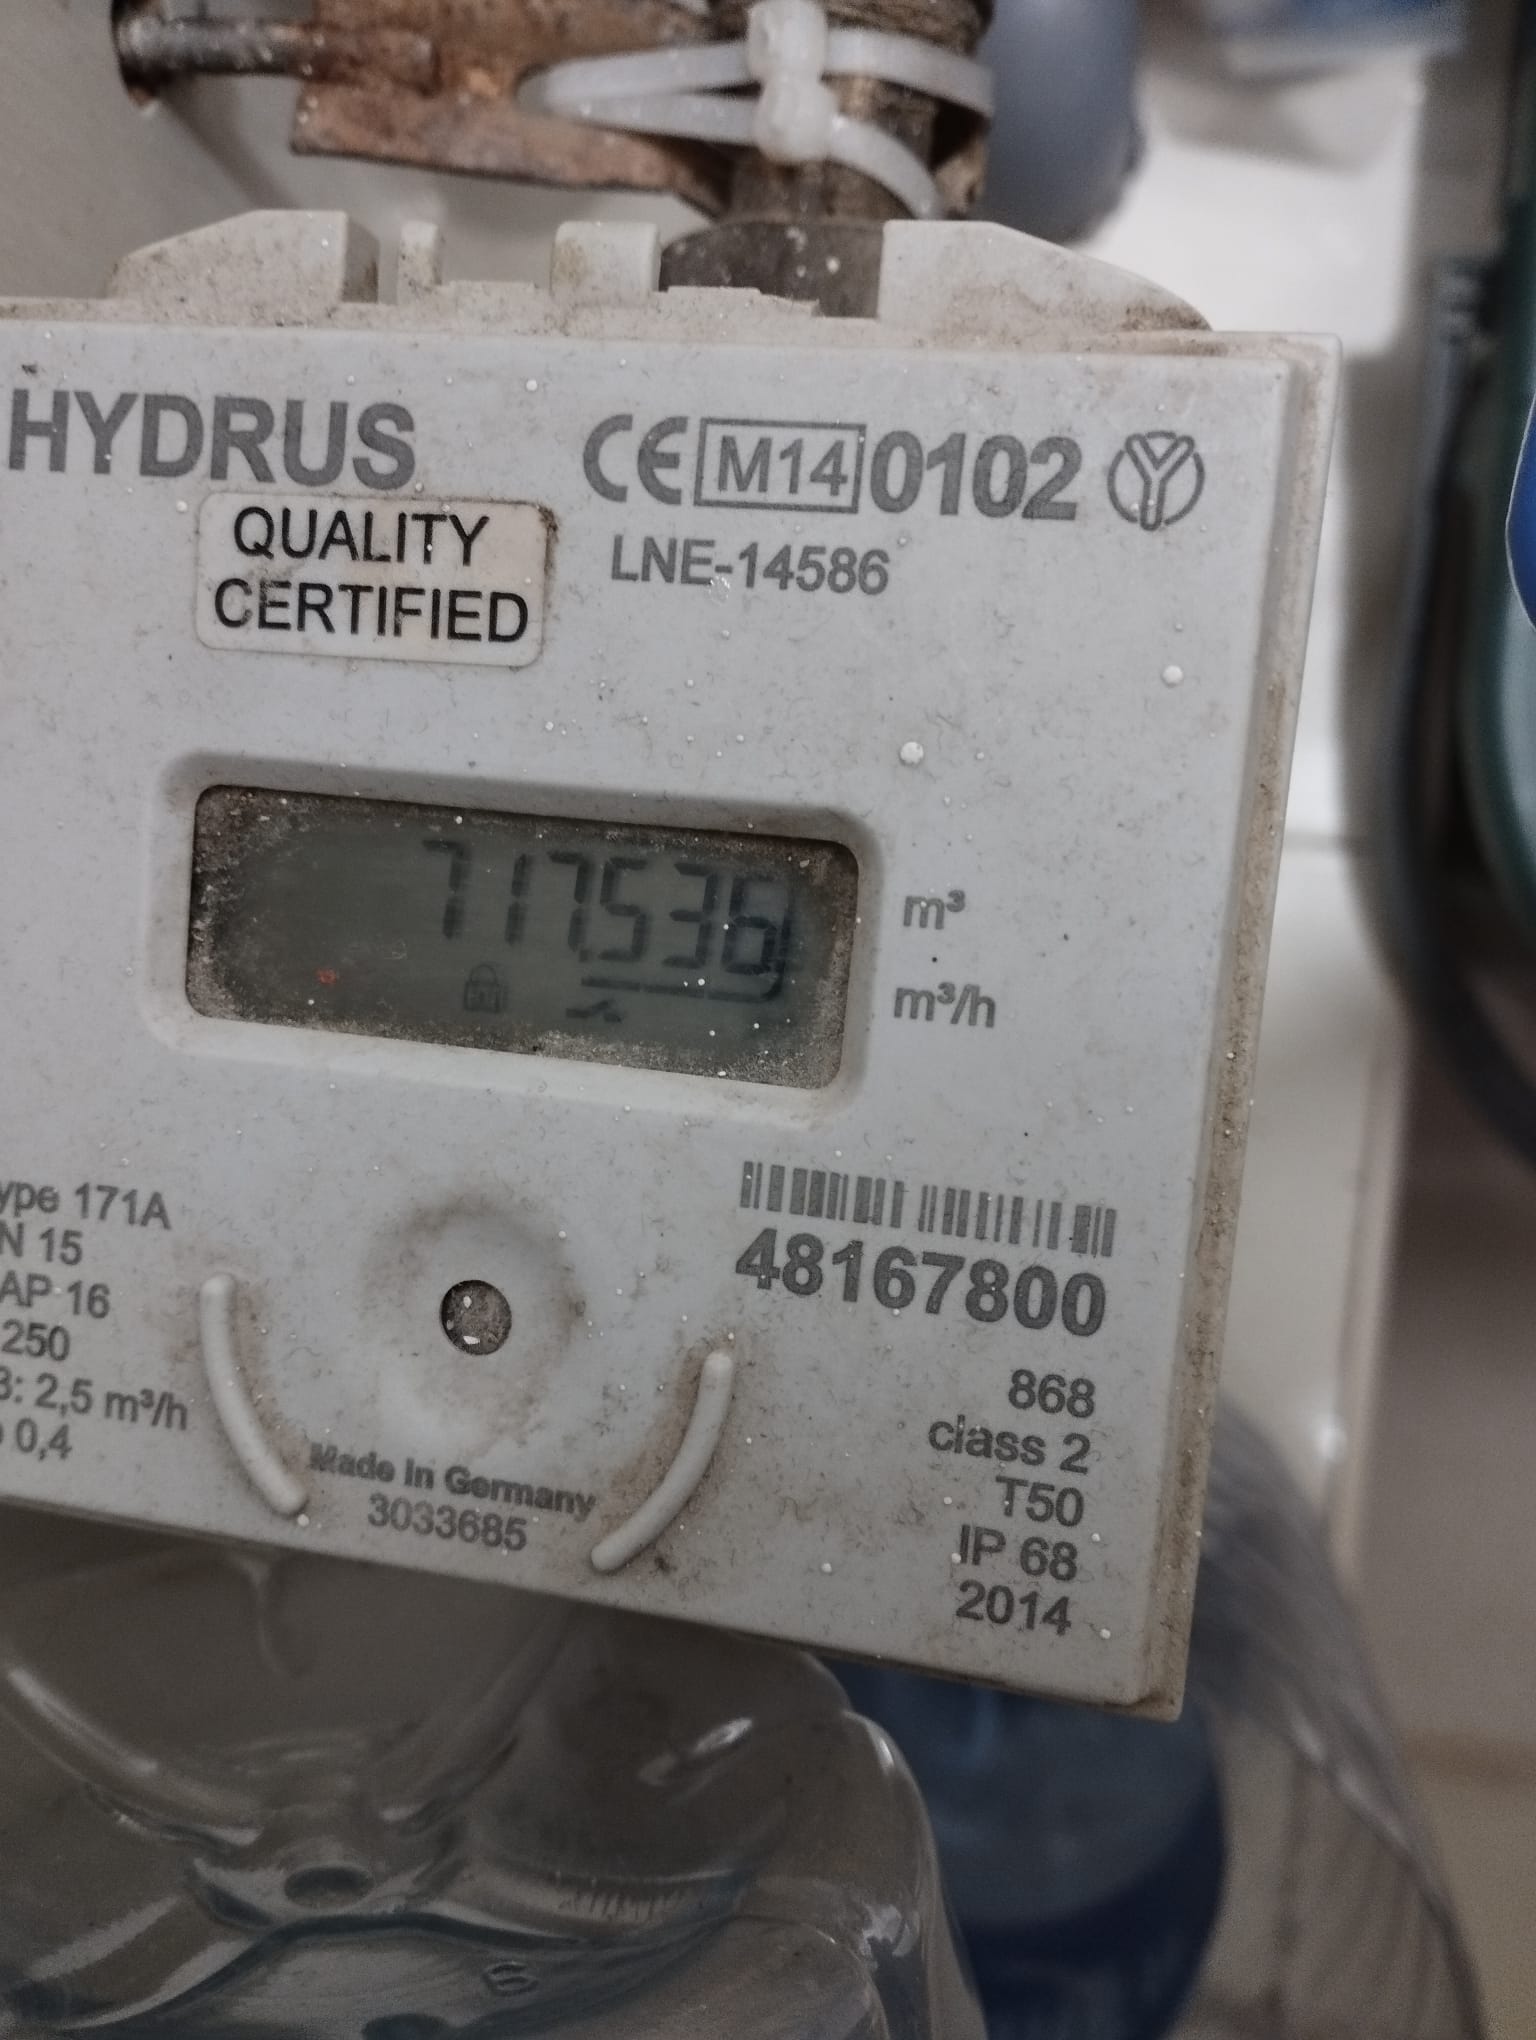 HYDRUS
CE M14 0102
QUALITY
CERTIFIED
LNE-14586
717.536
m³
m³/h
ype 171A
N 15
AP 16
250
3: 2,5 m³/h
0,4
Made In Germany
3033685
48167800
868
class 2
T50
IP 68
2014